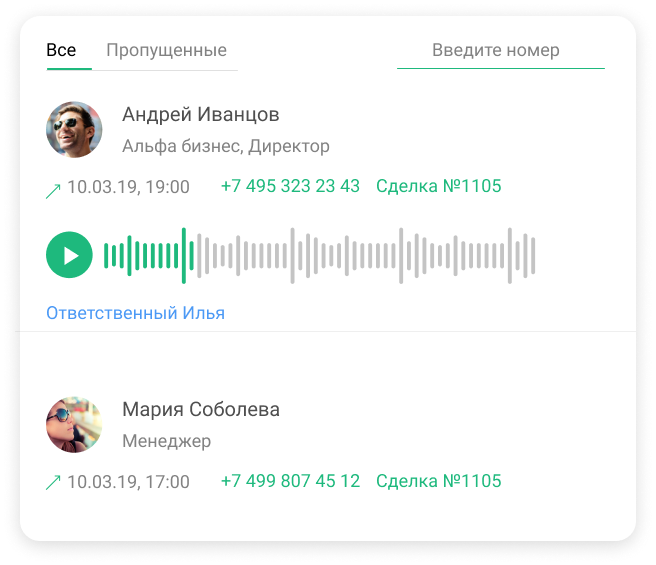 Все Пропущенные Введите номер
Андрей Иванцов
Альфа бизнес, Директор
10.03.19, 19:00 +7 495 323 23 43 Сделка №1105
Ответственный Илья
Мария Соболева
Менеджер
10.03.19, 17:00 +7 499 807 45 12 Сделка №1105